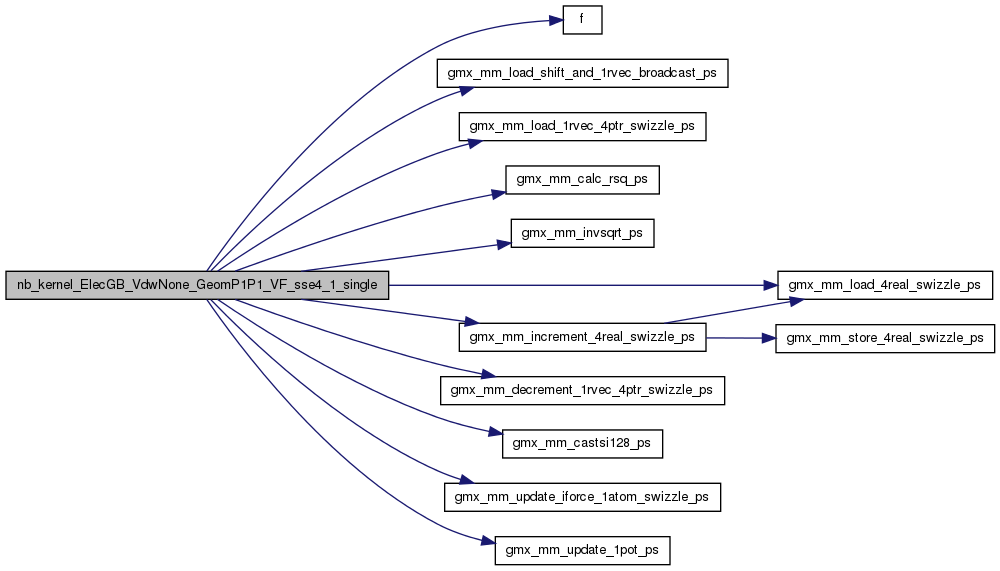 f
gmx_mm_load_shift_and_1rvec_broadcast_ps
gmx_mm_load_1rvec_4ptr_swizzle_ps
gmx_mm_calc_rsq_ps
gmx_mm_invsqrt_ps
nb_kernel_ElecGB_VdwNone_GeomP1P1_VF_sse4_1_single
gmx_mm_load_4real_swizzle_ps
gmx_mm_increment_4real_swizzle_ps
gmx_mm_store_4real_swizzle_ps
gmx_mm_decrement_1rvec_4ptr_swizzle_ps
gmx_mm_castsi128_ps
gmx_mm_update_iforce_1atom_swizzle_ps
gmx_mm_update_1pot_ps